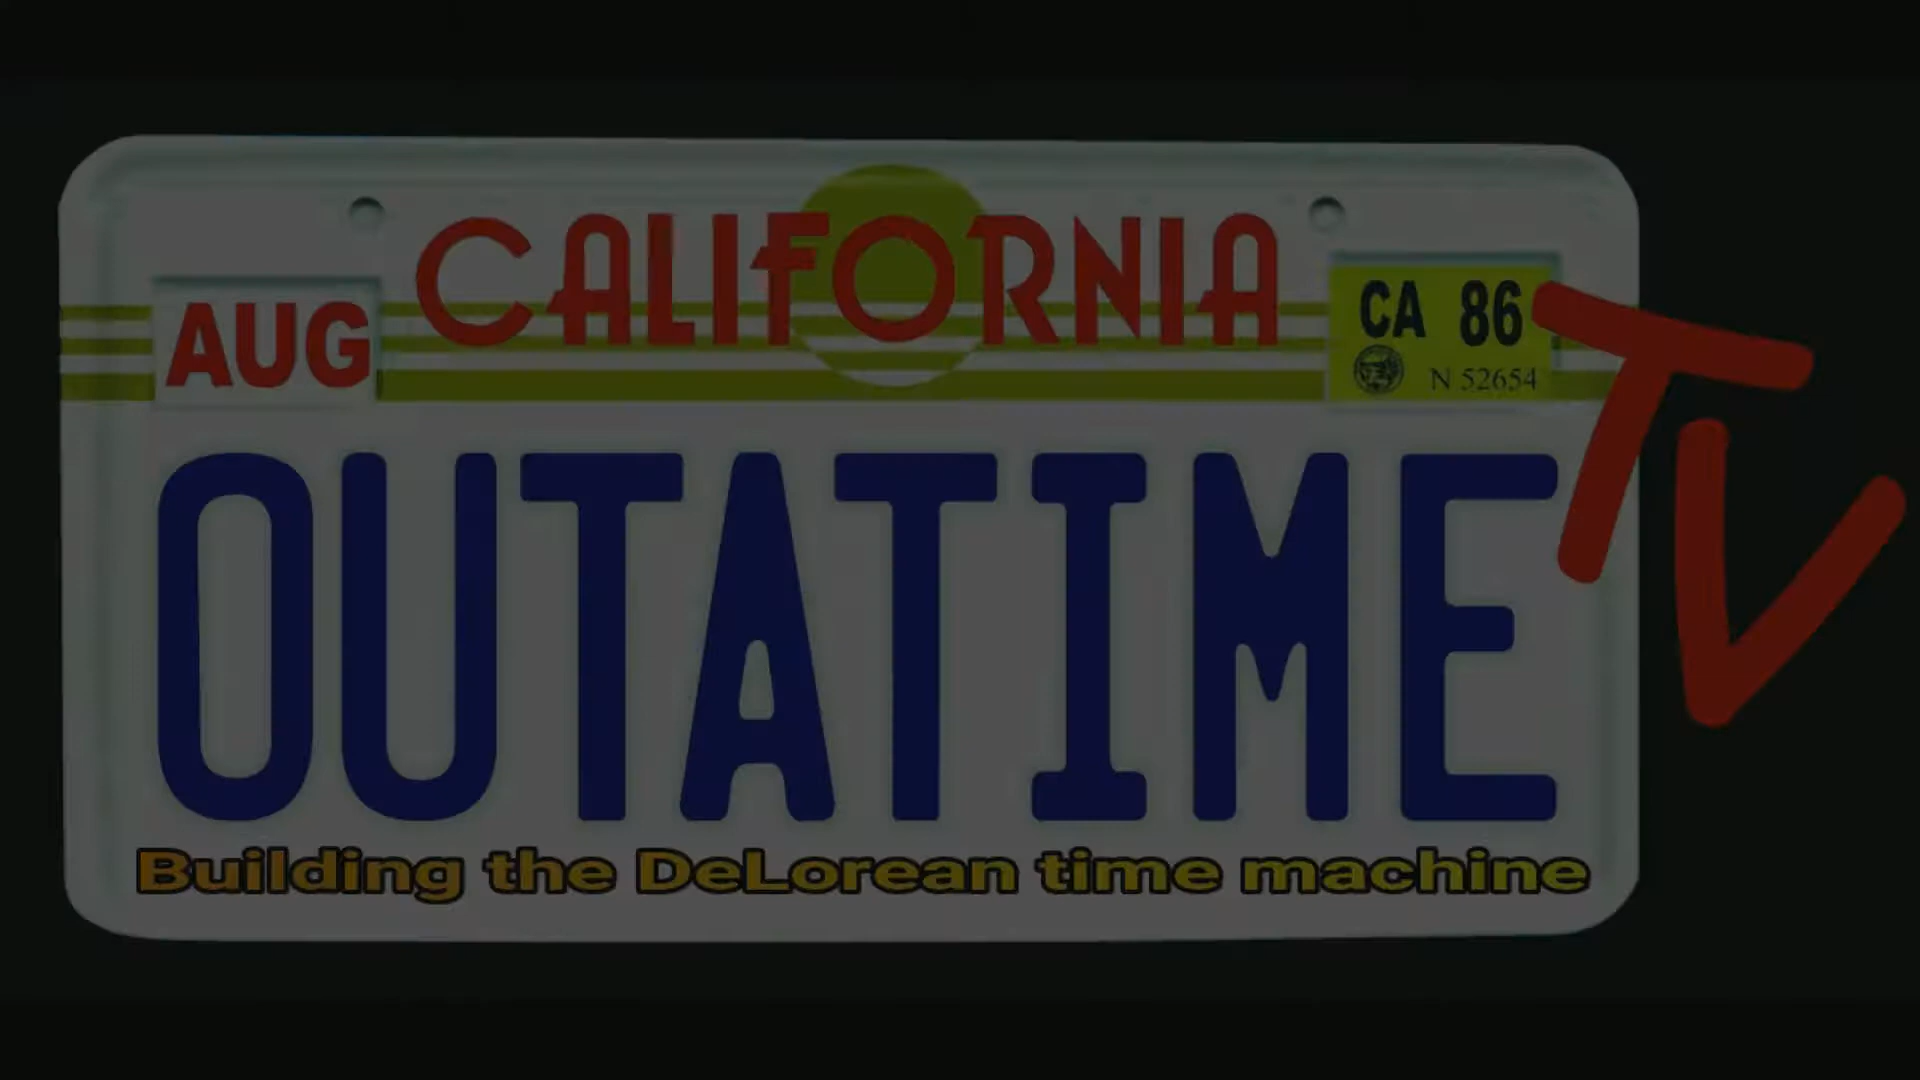 CALIFORNIA
AUG
CA 86
N 52654
TV
OUTATIME
Building the DeLorean time machine